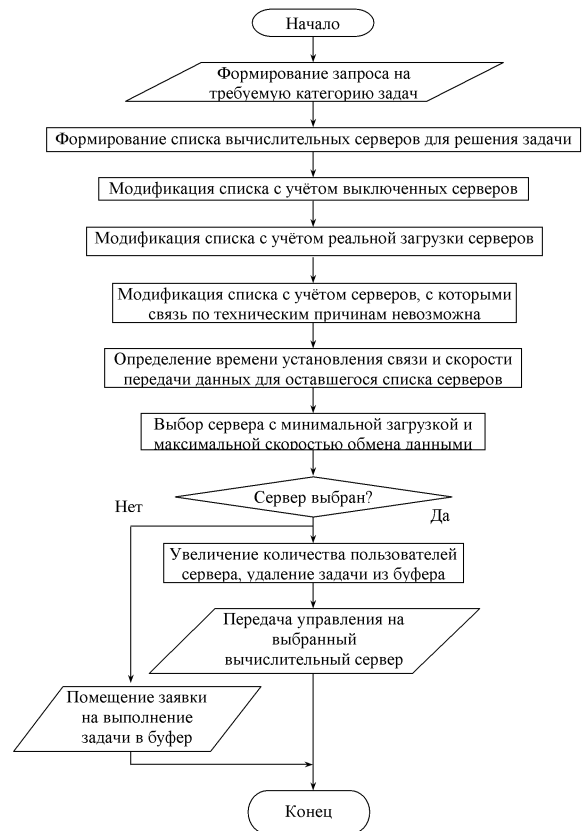 Начало
Формирование запроса на
требуемую категорию задач
Формирование списка вычислительных серверов для решения задачи
Модификация списка с учётом выключенных серверов
Модификация списка с учётом реальной загрузки серверов
Модификация списка с учётом серверов, с которыми
связь по техническим причинам невозможна
Определение времени установления связи и скорости
передачи данных для оставшегося списка серверов
Выбор сервера с минимальной загрузкой и
максимальной скоростью обмена данными
Сервер выбран?
Нет
Да
Увеличение количества пользователей
сервера, удаление задачи из буфера
Передача управления на
выбранный
вычислительный сервер
Помещение заявки
на выполнение
задачи в буфер
Конец